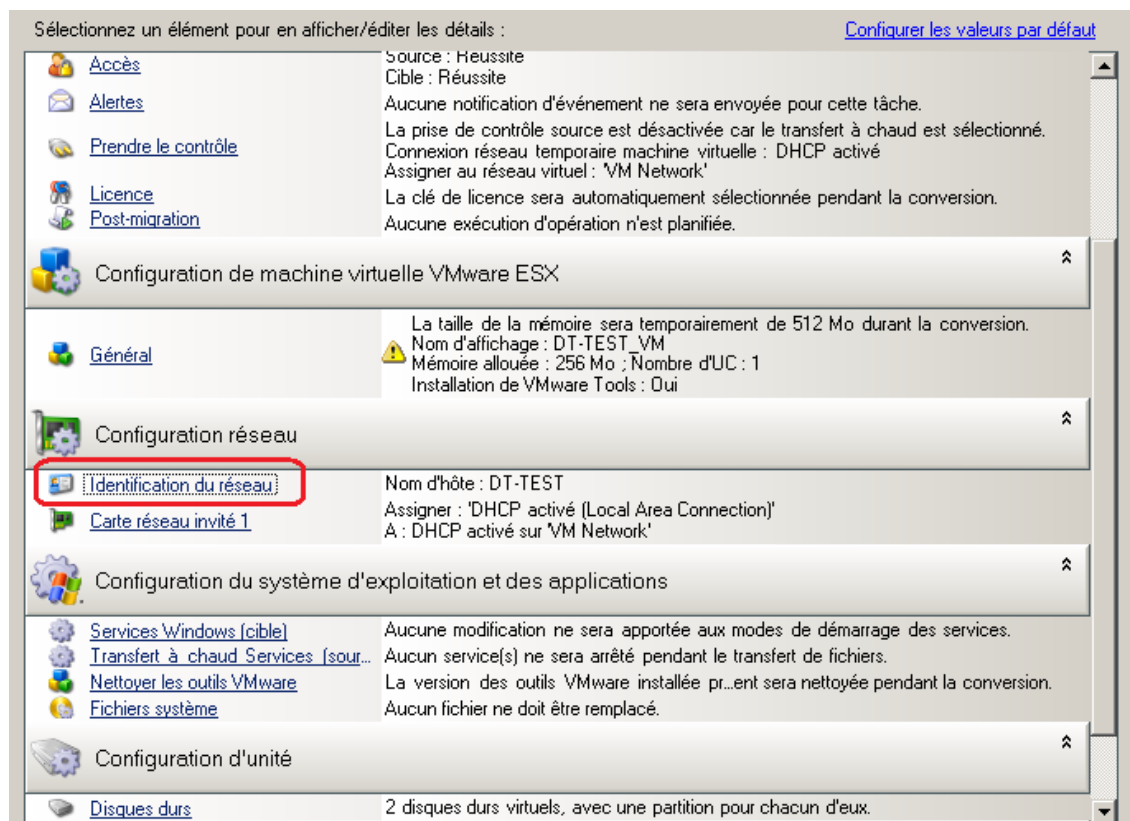 Sélectionnez un élément pour en afficher/éditer les détails : Configurer les valeurs par défaut
Accès Source : Réussite
Cible : Réussite
Alertes Aucune notification d'événement ne sera envoyée pour cette tâche.
La prise de contrôle source est désactivée car le transfert à chaud est sélectionné.
Prendre le contrôle Connexion réseau temporaire machine virtuelle : DHCP activé
Assigner au réseau virtuel : 'VM Network'
Licence La clé de licence sera automatiquement sélectionnée pendant la conversion.
Post-migration Aucune exécution d'opération n'est planifiée.
Configuration de machine virtuelle VMware ESX
La taille de la mémoire sera temporairement de 512 Mo durant la conversion.
Nom d'affichage : DT-TEST_VM
Général Mémoire allouée : 256 Mo ; Nombre d'UC : 1
Installation de VMware Tools : Oui
Configuration réseau
Identification du réseau Nom d'hôte : DT-TEST
Assigner : 'DHCP activé (Local Area Connection)'
Carte réseau invité 1 A : DHCP activé sur 'VM Network'
Configuration du système d'exploitation et des applications
Services Windows (cible) Aucune modification ne sera apportée aux modes de démarrage des services.
Transfert à chaud Services (sour... Aucun service(s) ne sera arrêté pendant le transfert de fichiers.
Nettoyer les outils VMware La version des outils VMware installée pr...ent sera nettoyée pendant la conversion.
Fichiers système Aucun fichier ne doit être remplacé.
Configuration d'unité
Disques durs 2 disques durs virtuels, avec une partition pour chacun d'eux.